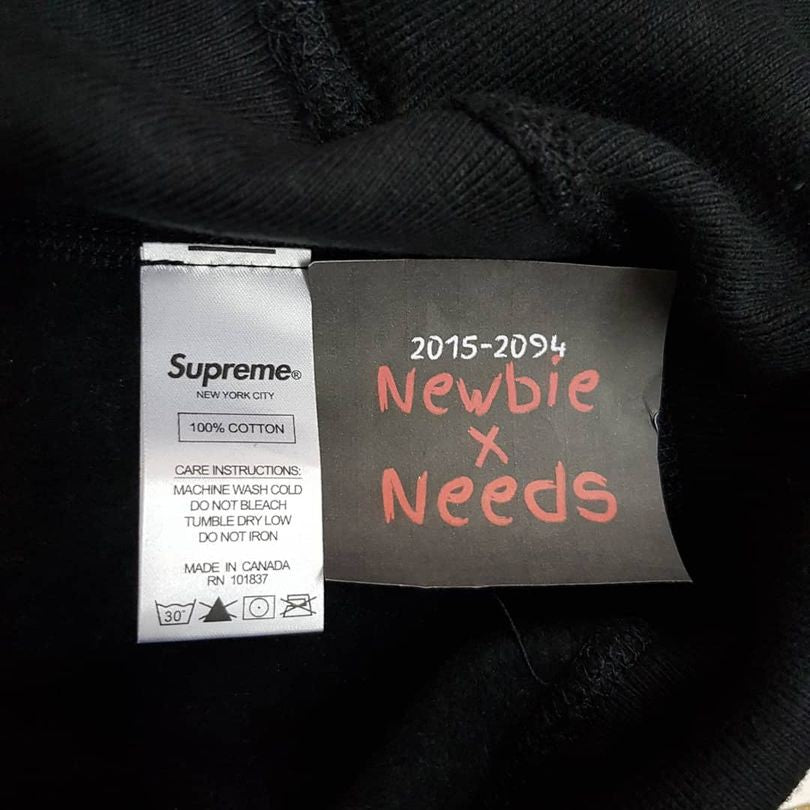 Supreme®
NEW YORK CITY
100% COTTON
CARE INSTRUCTIONS:
MACHINE WASH COLD
DO NOT BLEACH
TUMBLE DRY LOW
DO NOT IRON
MADE IN CANADA
RN 101837
30°
2015-2094
Newbie
x
Needs